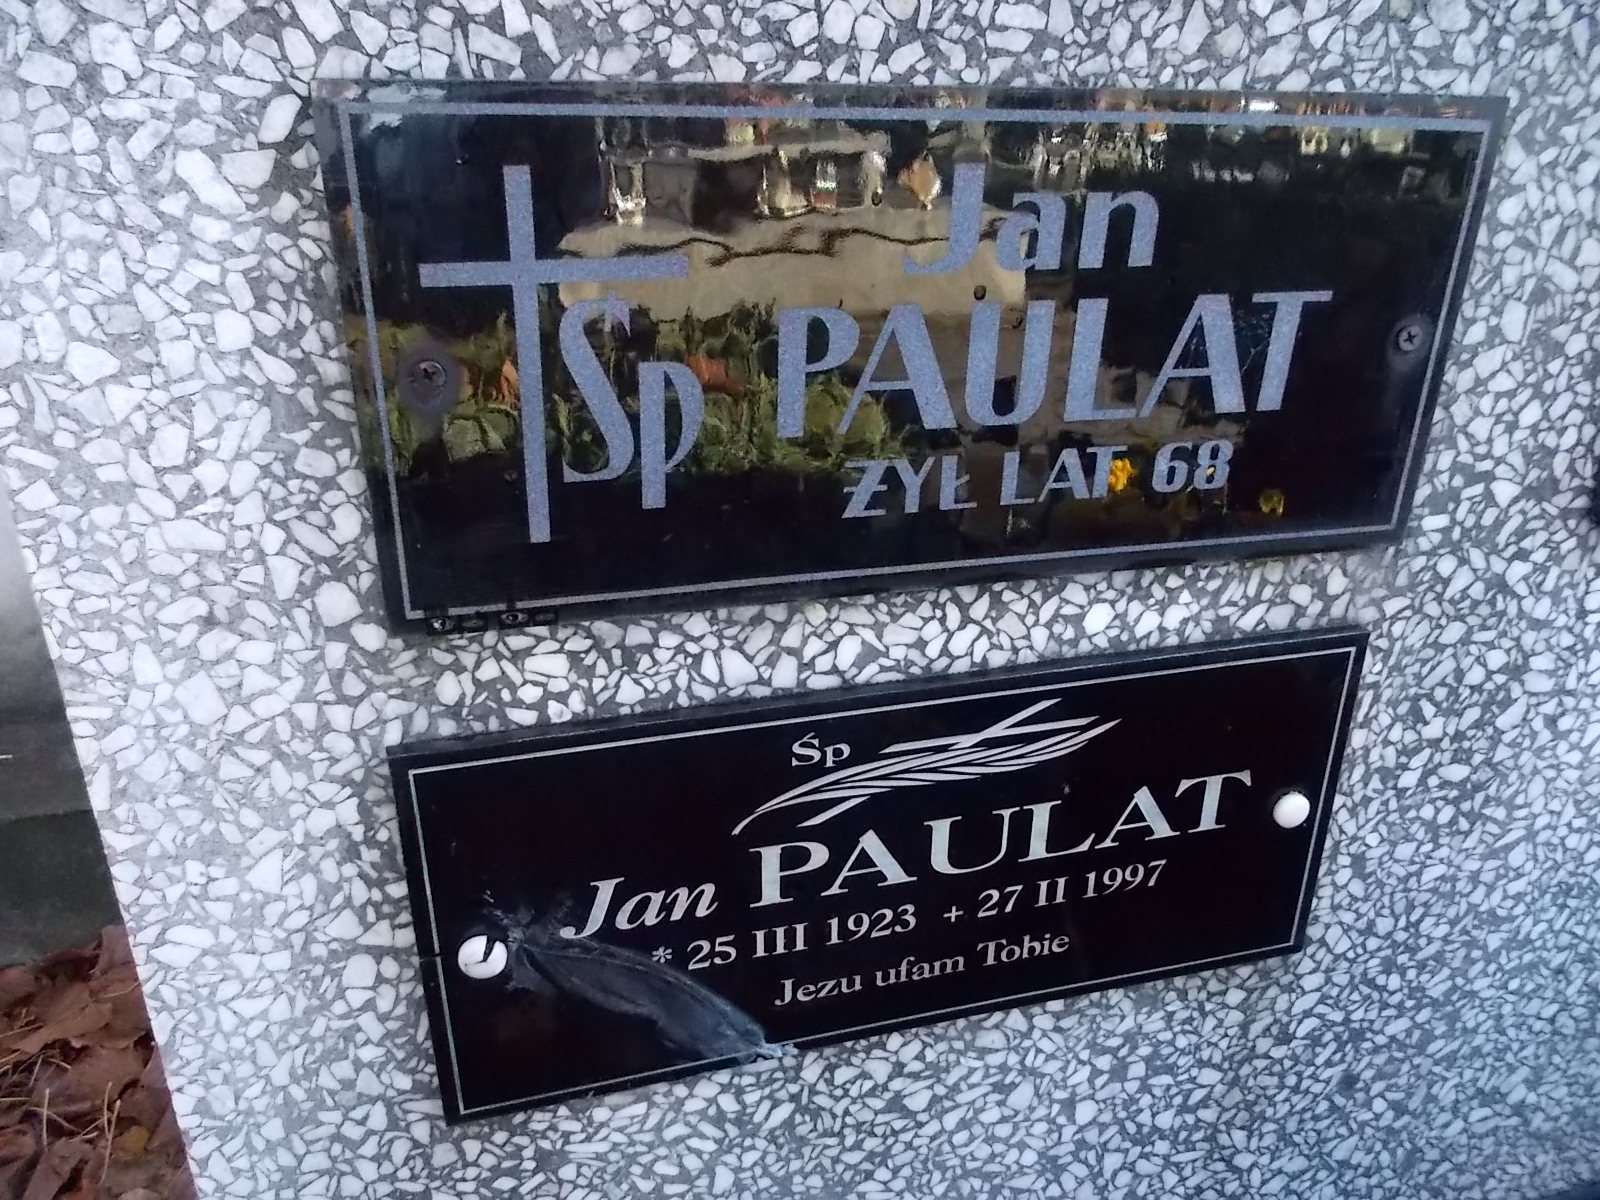 Śp
Jan
PAULAT
ŻYŁ LAT 68
Śp
Jan PAULAT
* 25 III 1923 + 27 II 1997
Jezu ufam Tobie